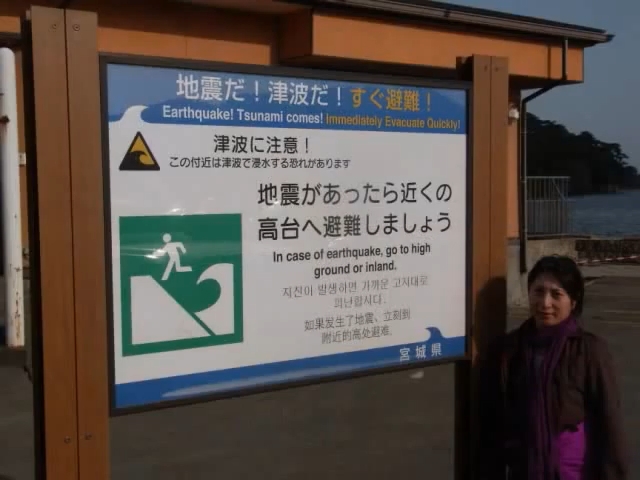 地震だ！津波だ！すぐ避難！
Earthquake! Tsunami comes! Immediately Evacuate Quickly!
津波に注意！
この付近は津波で浸水する恐れがあります
地震があったら近くの
高台へ避難しましょう
In case of earthquake, go to high
ground or inland.
지진이 발생하면 가까운 고지대로
피난합시다.
如果发生了地震、立刻到
附近的高处避难.
宮城県